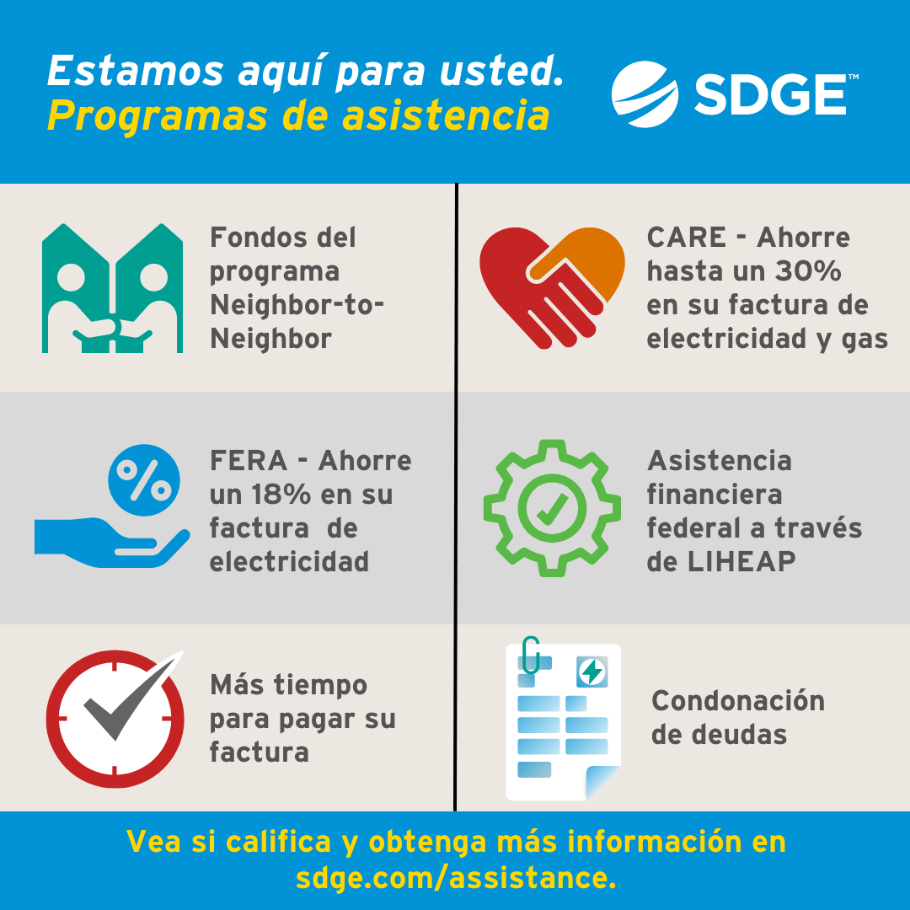 Estamos aquí para usted.
Programas de asistencia
SDGE™
Fondos del
programa
Neighbor-to-
Neighbor
CARE - Ahorre
hasta un 30%
en su factura de
electricidad y gas
%
FERA - Ahorre
un 18% en su
factura de
electricidad
Asistencia
financiera
federal a través
de LIHEAP
Más tiempo
para pagar su
factura
Condonación
de deudas
Vea si califica y obtenga más información en
sdge.com/assistance.